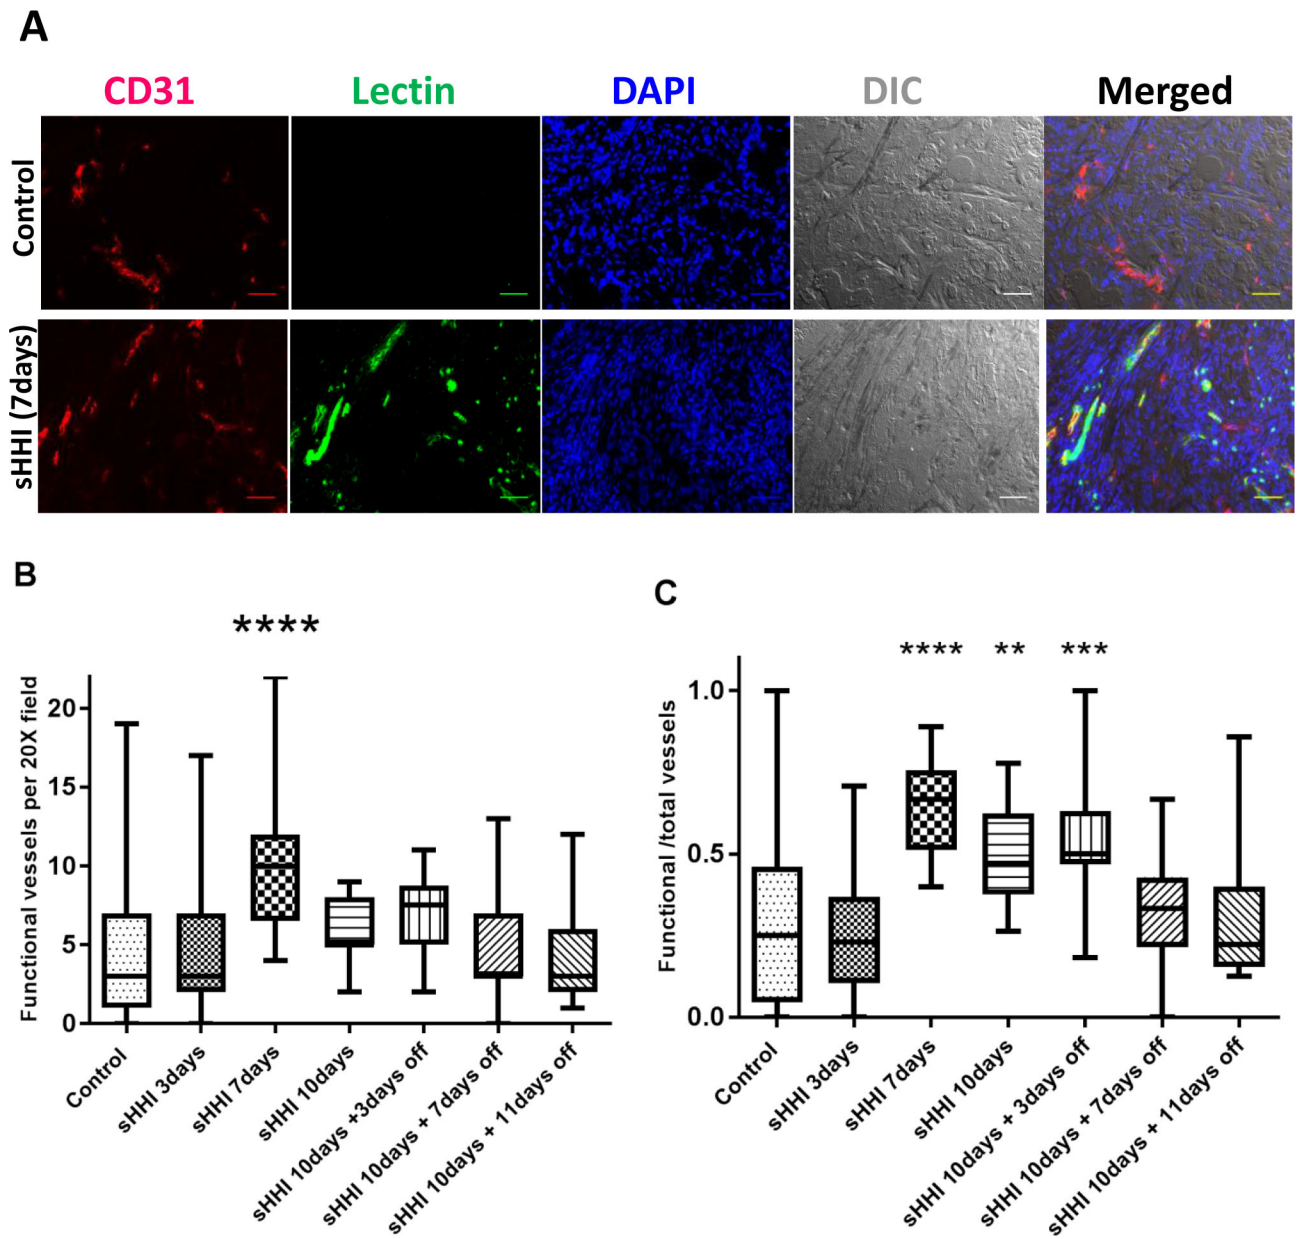 A
CD31 Lectin DAPI DIC Merged
Control
sHHI (7days)
B
****
Functional vessels per 20X field
20
15
10
5
0
Control
sHHI 3days
sHHI 7days
sHHI 10days
sHHI 10days +3days off
sHHI 10days + 7days off
sHHI 10days + 11days off
C
**** ** ***
Functional /total vessels
1.0
0.5
0.0
Control
sHHI 3days
sHHI 7days
sHHI 10days
sHHI 10days + 3days off
sHHI 10days + 7days off
sHHI 10days + 11days off